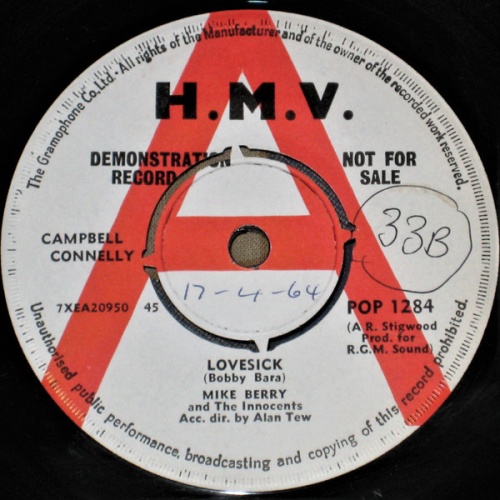 The Gramophone Co.Ltd.-All rights of the Manufacturer and of the owner of the recorded work reserved.
H.M.V.
DEMONSTRATION RECORD
NOT FOR SALE
CAMPBELL
CONNELLY
33B
7XEA20950 45
17-4-64
POP 1284
(A R. Stigwood
Prod. for
R.G.M. Sound)
LOVESICK
(Bobby Bara)
MIKE BERRY
and The Innocents
Acc. dir. by Alan Tew
Unauthorised public performance, broadcasting and copying of this record prohibited.
A